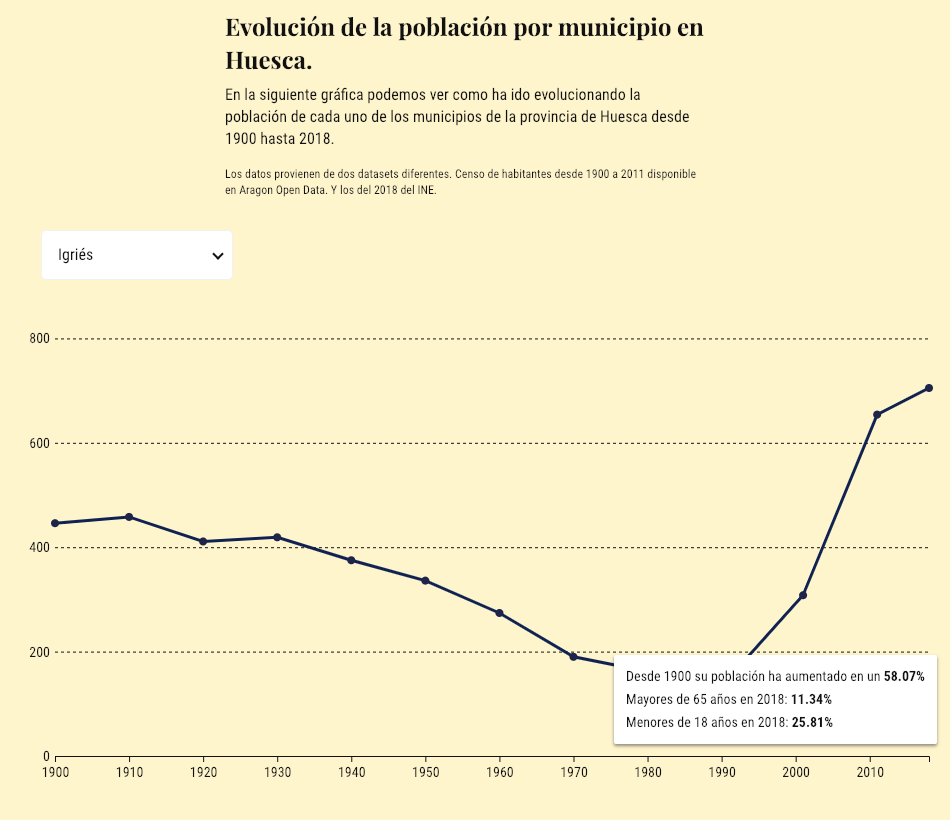 Evolución de la población por municipio en
Huesca.
En la siguiente gráfica podemos ver como ha ido evolucionando la
población de cada uno de los municipios de la provincia de Huesca desde
1900 hasta 2018.
Los datos provienen de dos datasets diferentes. Censo de habitantes desde 1900 a 2011 disponible
en Aragon Open Data. Y los del 2018 del INE.
Igriés
800
600
400
200
0
Desde 1900 su población ha aumentado en un 58.07%
Mayores de 65 años en 2018: 11.34%
Menores de 18 años en 2018: 25.81%
1900 1910 1920 1930 1940 1950 1960 1970 1980 1990 2000 2010